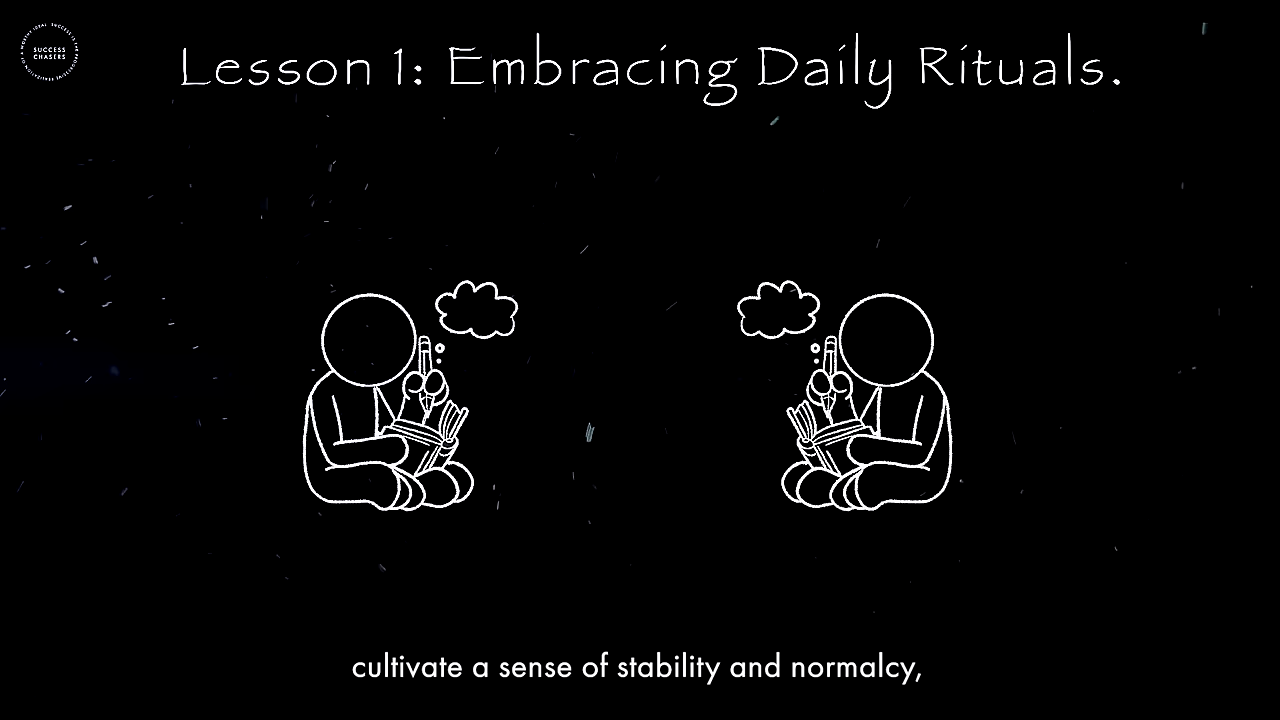 SUCCESS
CHASERS
Lesson 1: Embracing Daily Rituals.
cultivate a sense of stability and normalcy,